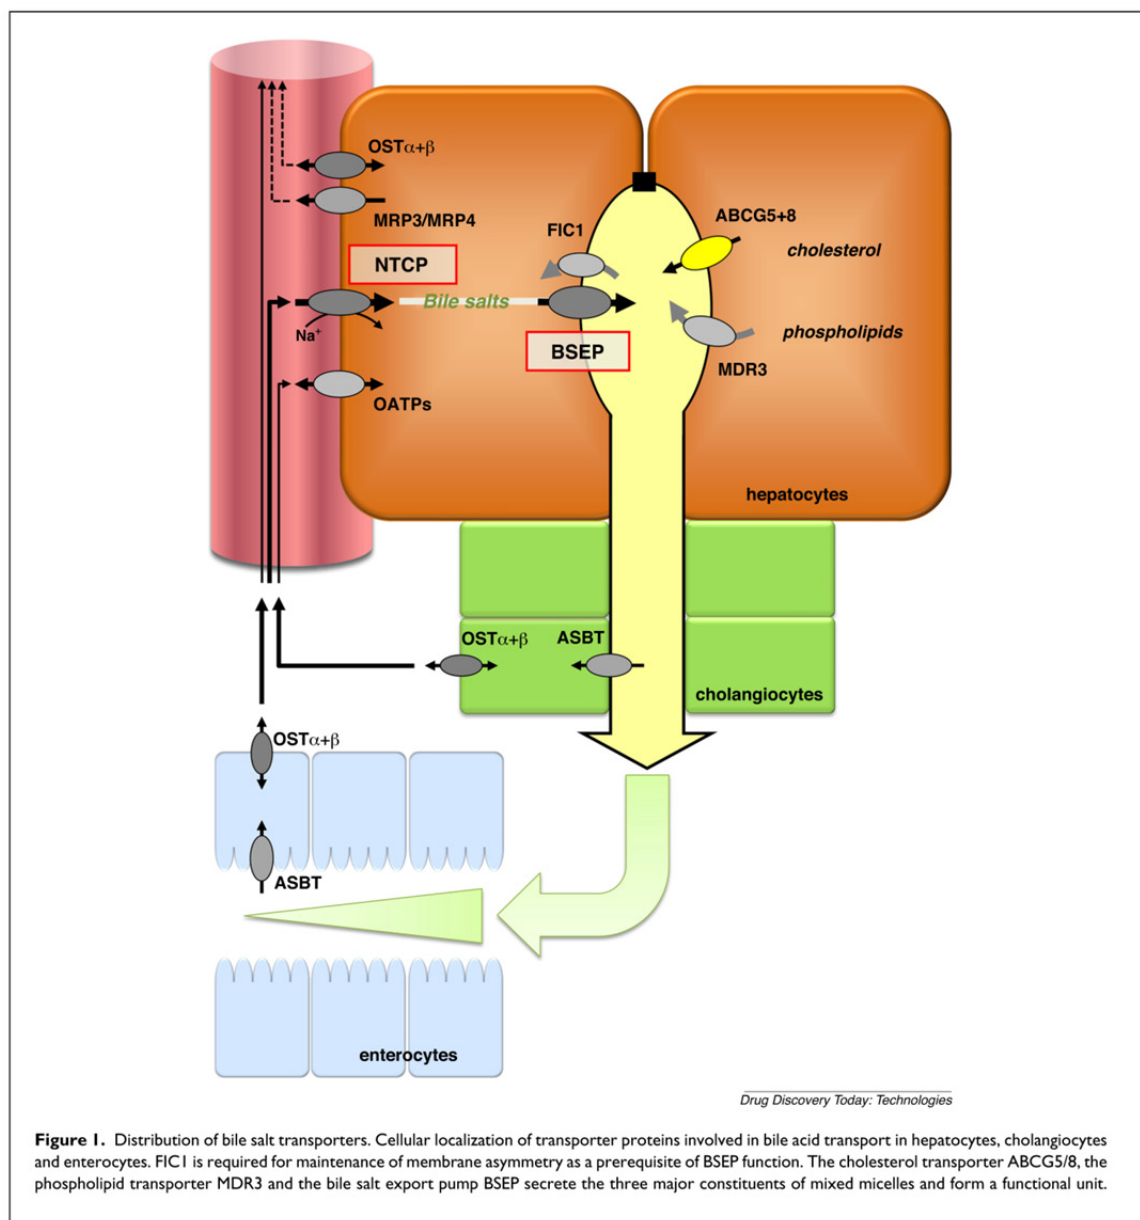 OSTα+β
MRP3/MRP4
NTCP
Bile salts
Na+
OATPs
FIC1
BSEP
ABCG5+8
cholesterol
phospholipids
MDR3
hepatocytes
OSTα+β
ASBT
cholangiocytes
OSTα+β
ASBT
enterocytes
Drug Discovery Today: Technologies
Figure 1. Distribution of bile salt transporters. Cellular localization of transporter proteins involved in bile acid transport in hepatocytes, cholangiocytes
and enterocytes. FIC1 is required for maintenance of membrane asymmetry as a prerequisite of BSEP function. The cholesterol transporter ABCG5/8, the
phospholipid transporter MDR3 and the bile salt export pump BSEP secrete the three major constituents of mixed micelles and form a functional unit.